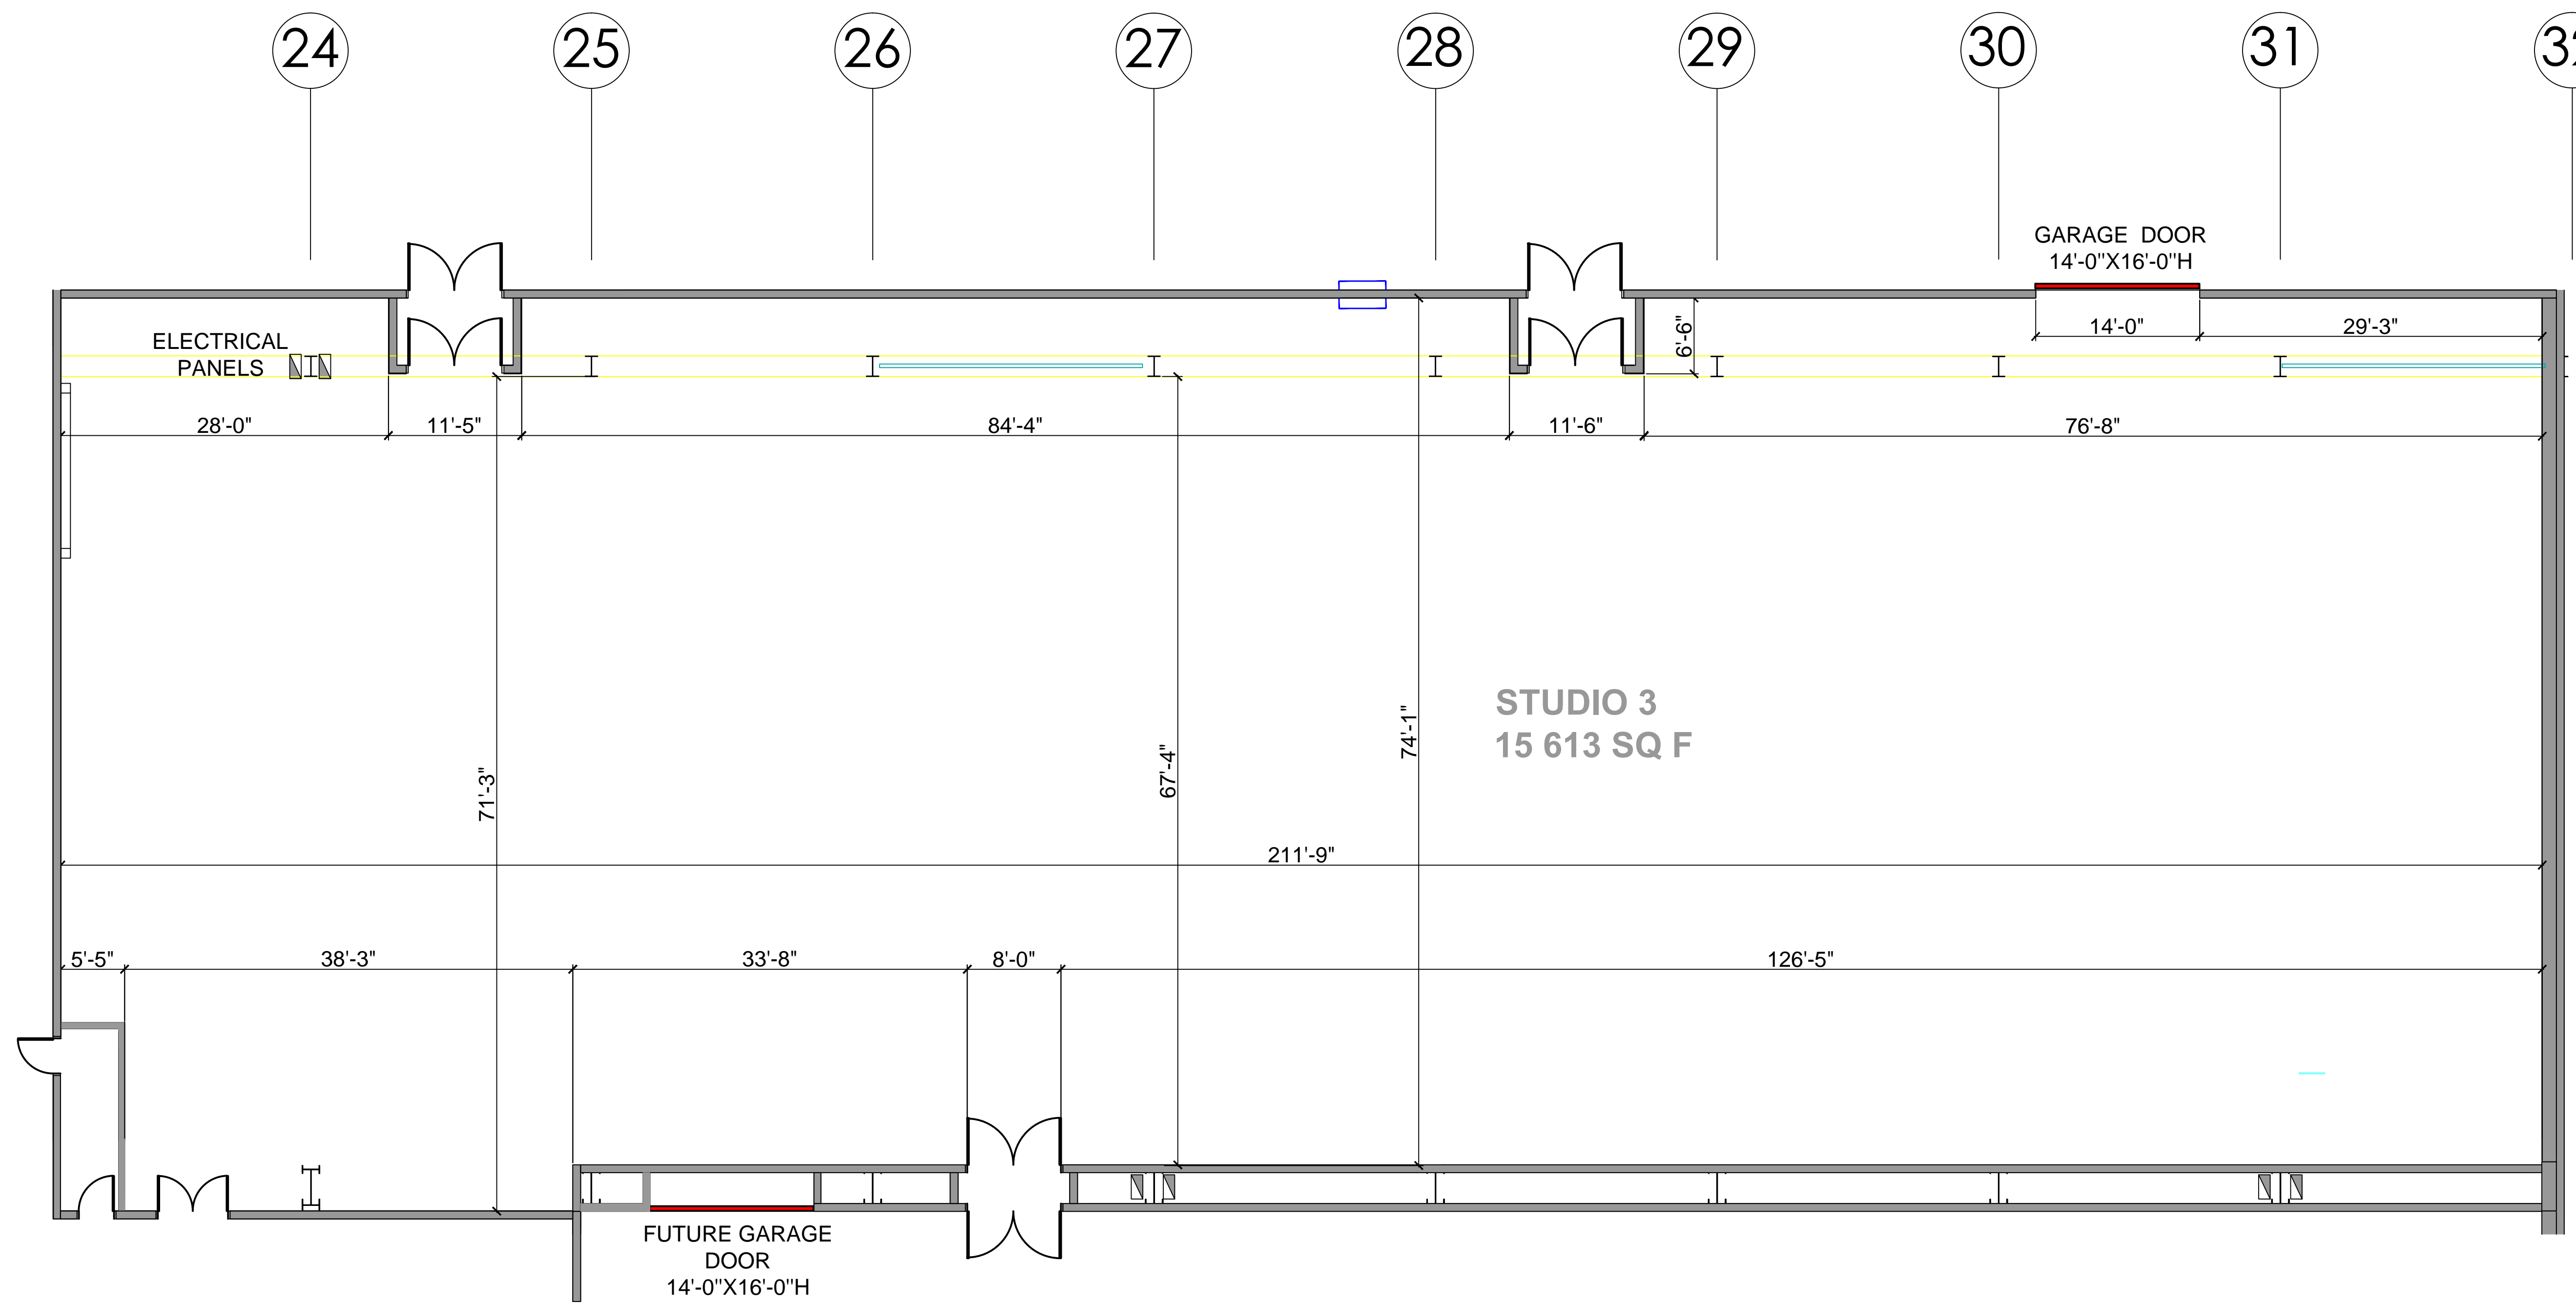 24
25
26
27
28
29
30
31
GARAGE DOOR
14'-0"X16'-0"H
ELECTRICAL
PANELS
6'-6"
14'-0"
29'-3"
28'-0"
11'-5"
84'-4"
11'-6"
76'-8"
STUDIO 3
15 613 SQ F
71'-3"
67'-4"
74'-1"
211'-9"
5'-5"
38'-3"
33'-8"
8'-0"
126'-5"
FUTURE GARAGE
DOOR
14'-0"X16'-0"H